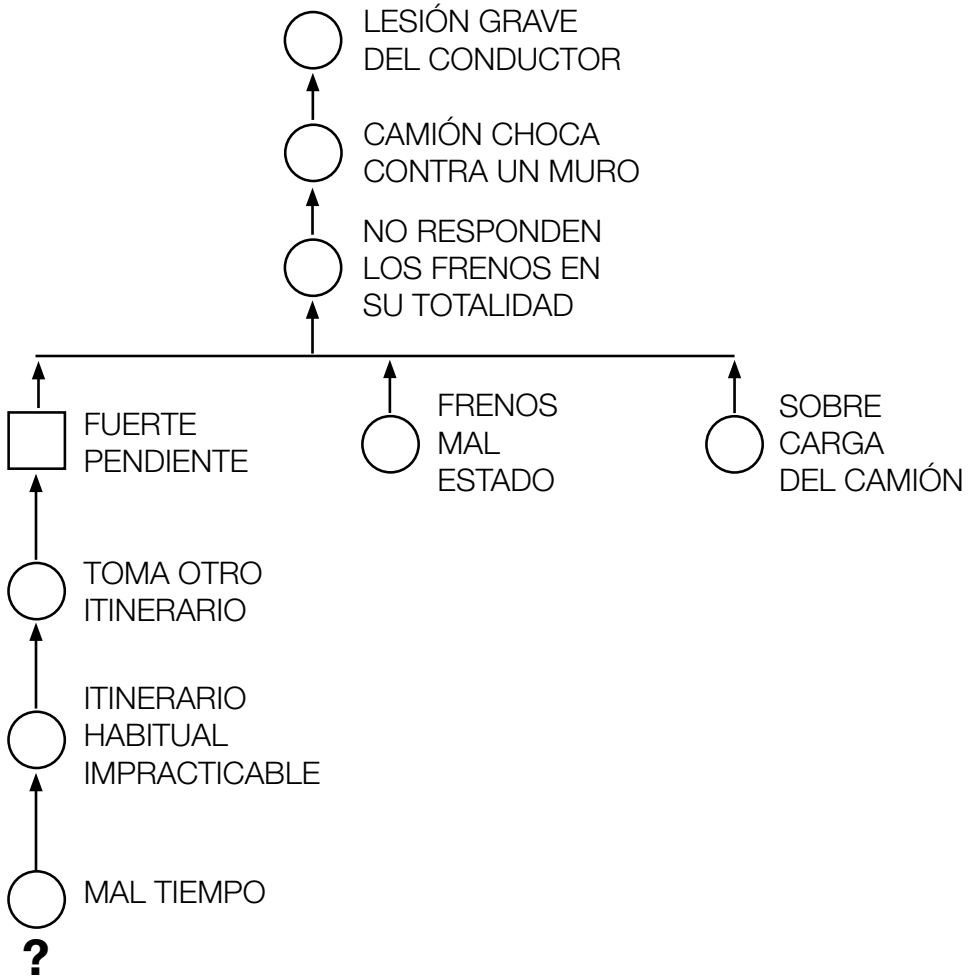 LESIÓN GRAVE
DEL CONDUCTOR
CAMIÓN CHOCA
CONTRA UN MURO
NO RESPONDEN
LOS FRENOS EN
SU TOTALIDAD
FUERTE
PENDIENTE
FRENOS
MAL
ESTADO
SOBRE
CARGA
DEL CAMIÓN
TOMA OTRO
ITINERARIO
ITINERARIO
HABITUAL
IMPRACTICABLE
MAL TIEMPO
?